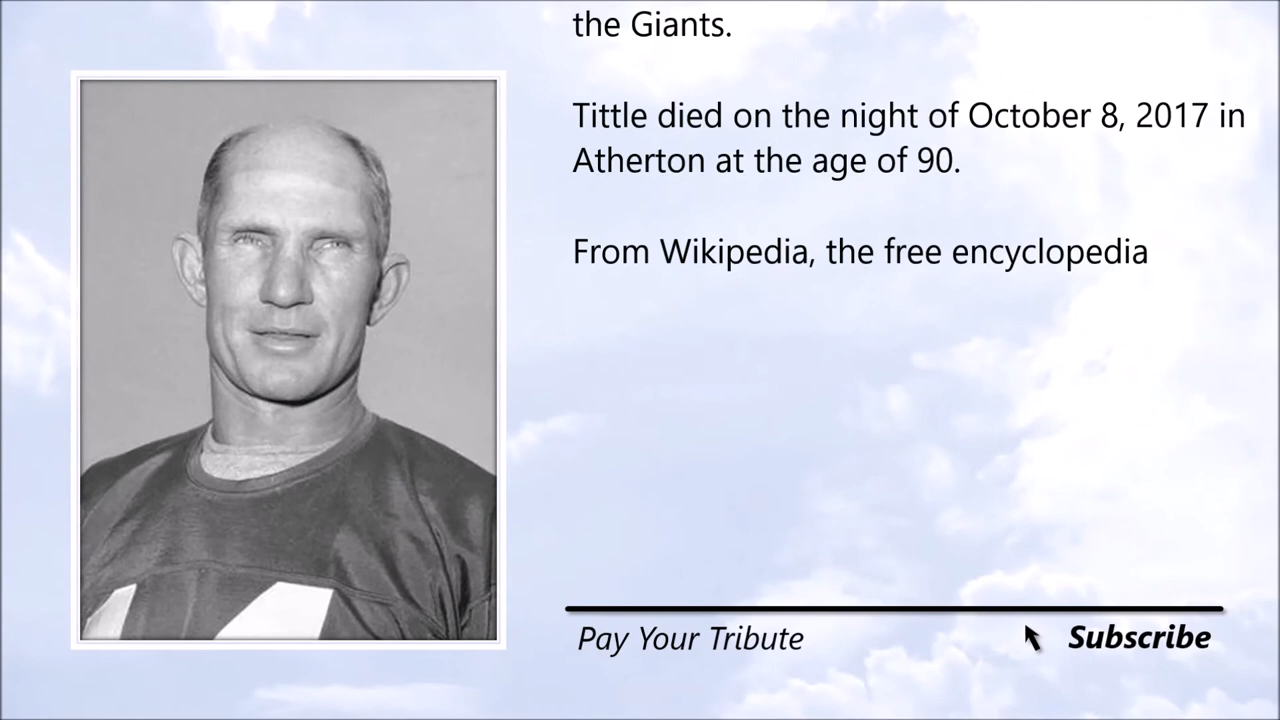 the Giants.
Tittle died on the night of October 8, 2017 in
Atherton at the age of 90.
From Wikipedia, the free encyclopedia
Pay Your Tribute
Subscribe